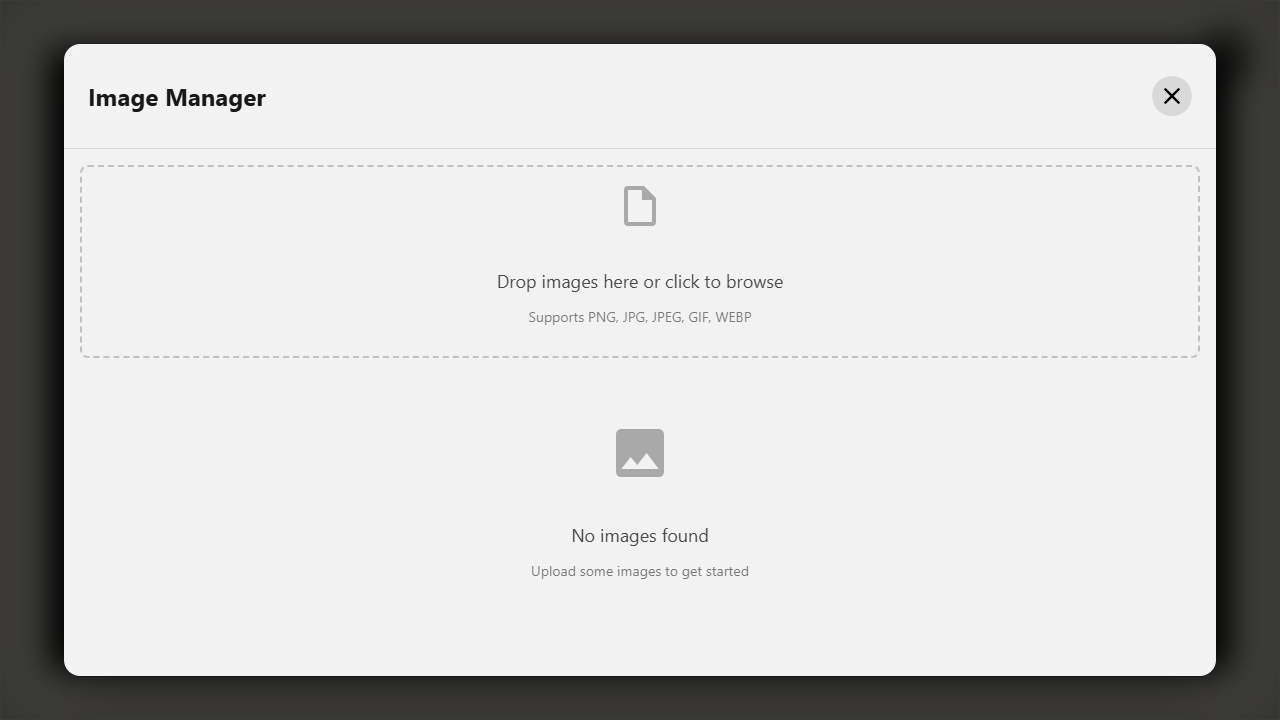 Image Manager
Drop images here or click to browse
Supports PNG, JPG, JPEG, GIF, WEBP
No images found
Upload some images to get started